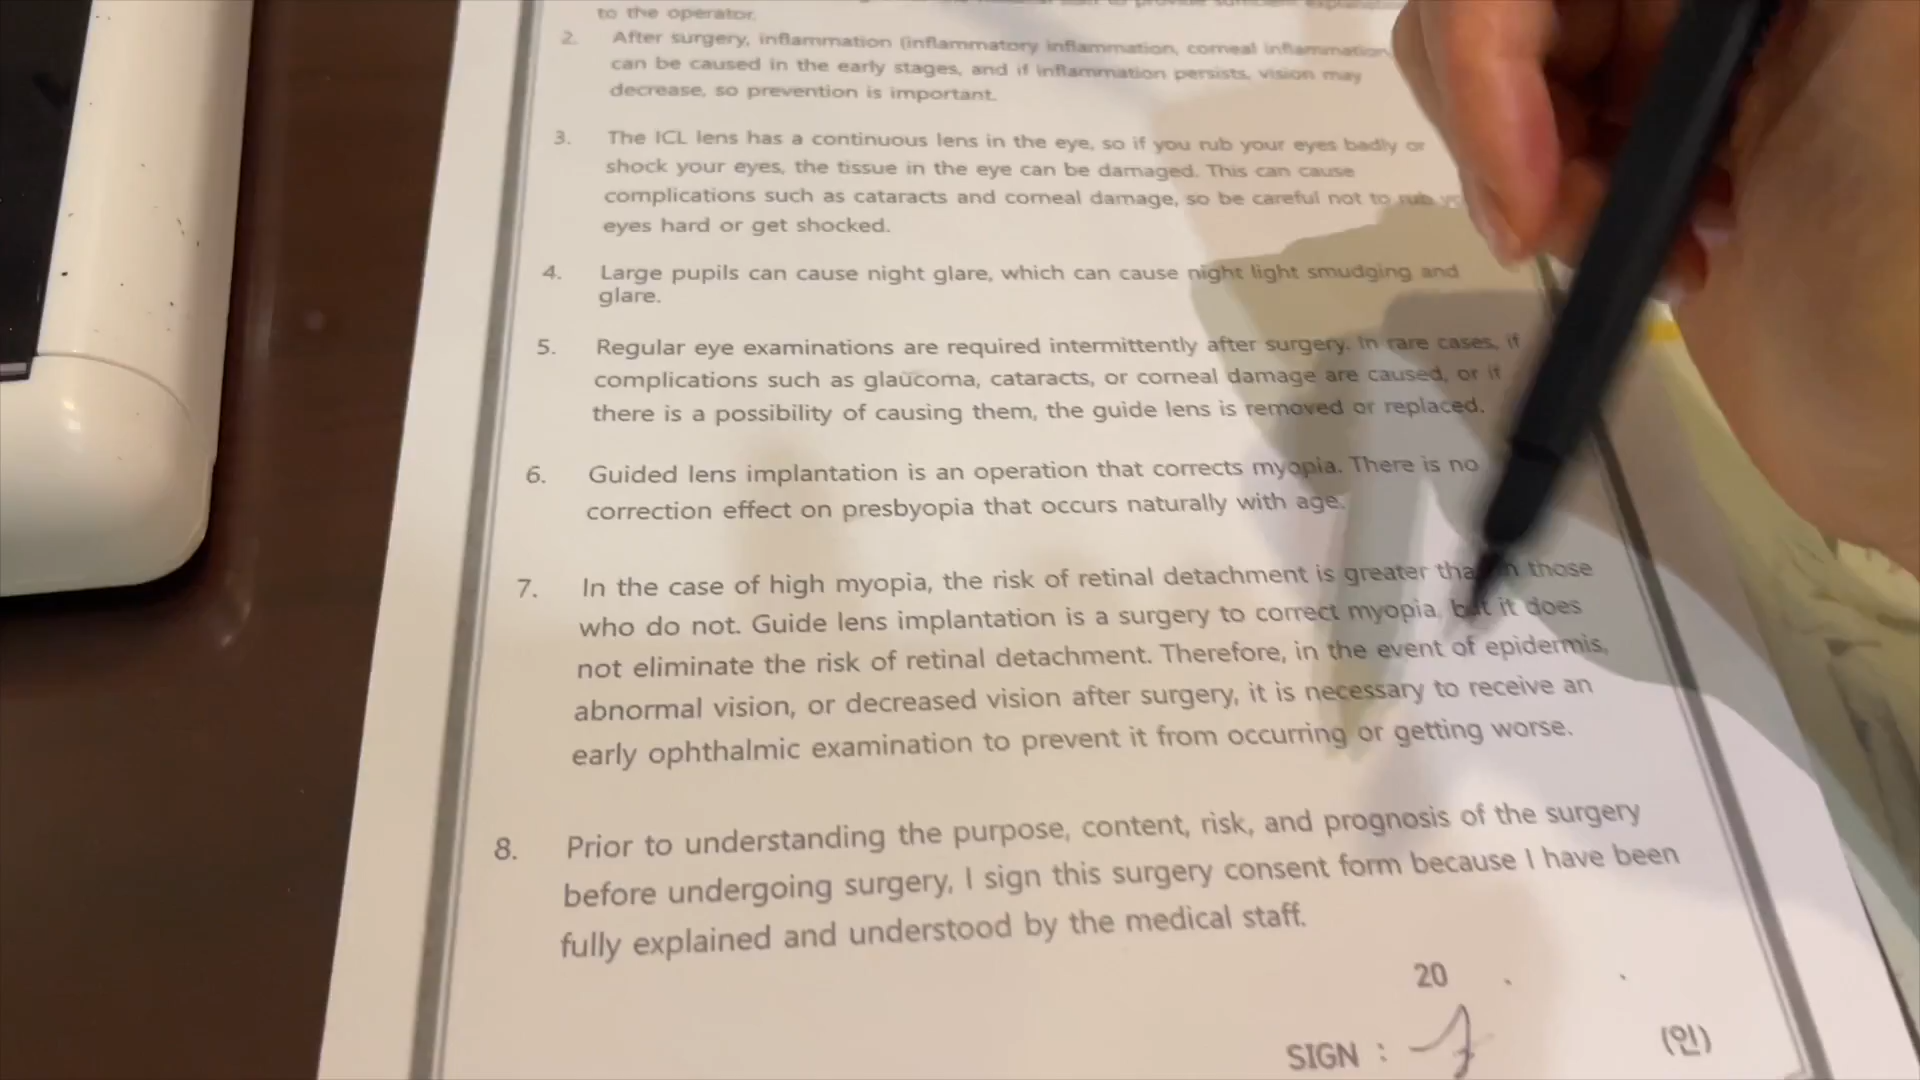 to the operator.
2. After surgery, inflammation (inflammatory inflammation, corneal inflammation
can be caused in the early stages, and if inflammation persists, vision may
decrease, so prevention is important.
3. The ICL lens has a continuous lens in the eye, so if you rub your eyes badly or
shock your eyes, the tissue in the eye can be damaged. This can cause
complications such as cataracts and corneal damage, so be careful not to rub
eyes hard or get shocked.
4. Large pupils can cause night glare, which can cause night light smudging and
glare.
5. Regular eye examinations are required intermittently after surgery. In rare cases, if
complications such as glaucoma, cataracts, or corneal damage are caused, or if
there is a possibility of causing them, the guide lens is removed or replaced.
6. Guided lens implantation is an operation that corrects myopia. There is no
correction effect on presbyopia that occurs naturally with age.
7. In the case of high myopia, the risk of retinal detachment is greater than in those
who do not. Guide lens implantation is a surgery to correct myopia, but it does
not eliminate the risk of retinal detachment. Therefore, in the event of epidermis,
abnormal vision, or decreased vision after surgery, it is necessary to receive an
early ophthalmic examination to prevent it from occurring or getting worse.
8. Prior to understanding the purpose, content, risk, and prognosis of the surgery
before undergoing surgery, I sign this surgery consent form because I have been
fully explained and understood by the medical staff.
20 . .
SIGN : (인)